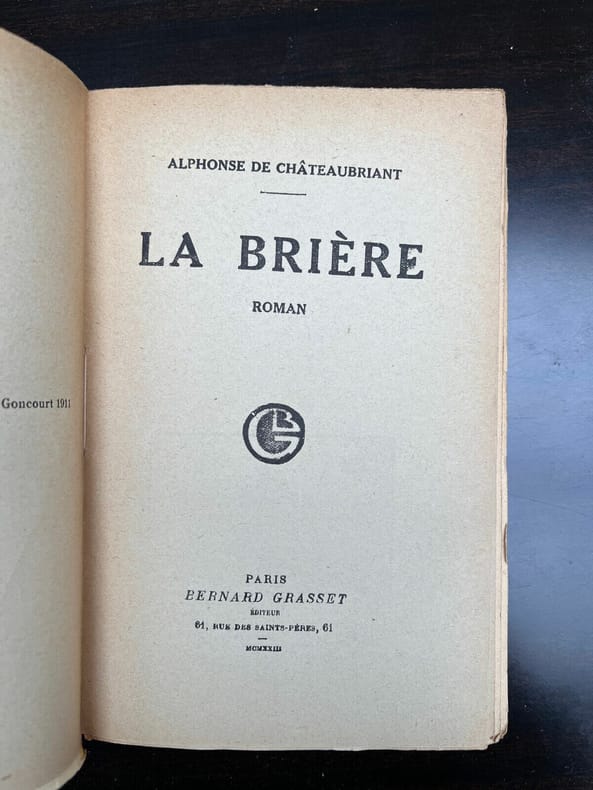 Goncourt 1911
ALPHONSE DE CHÂTEAUBRIANT
LA BRIÈRE
ROMAN
BG
PARIS
BERNARD GRASSET
ÉDITEUR
61, RUE DES SAINTS-PÈRES, 61
MCMXXIII